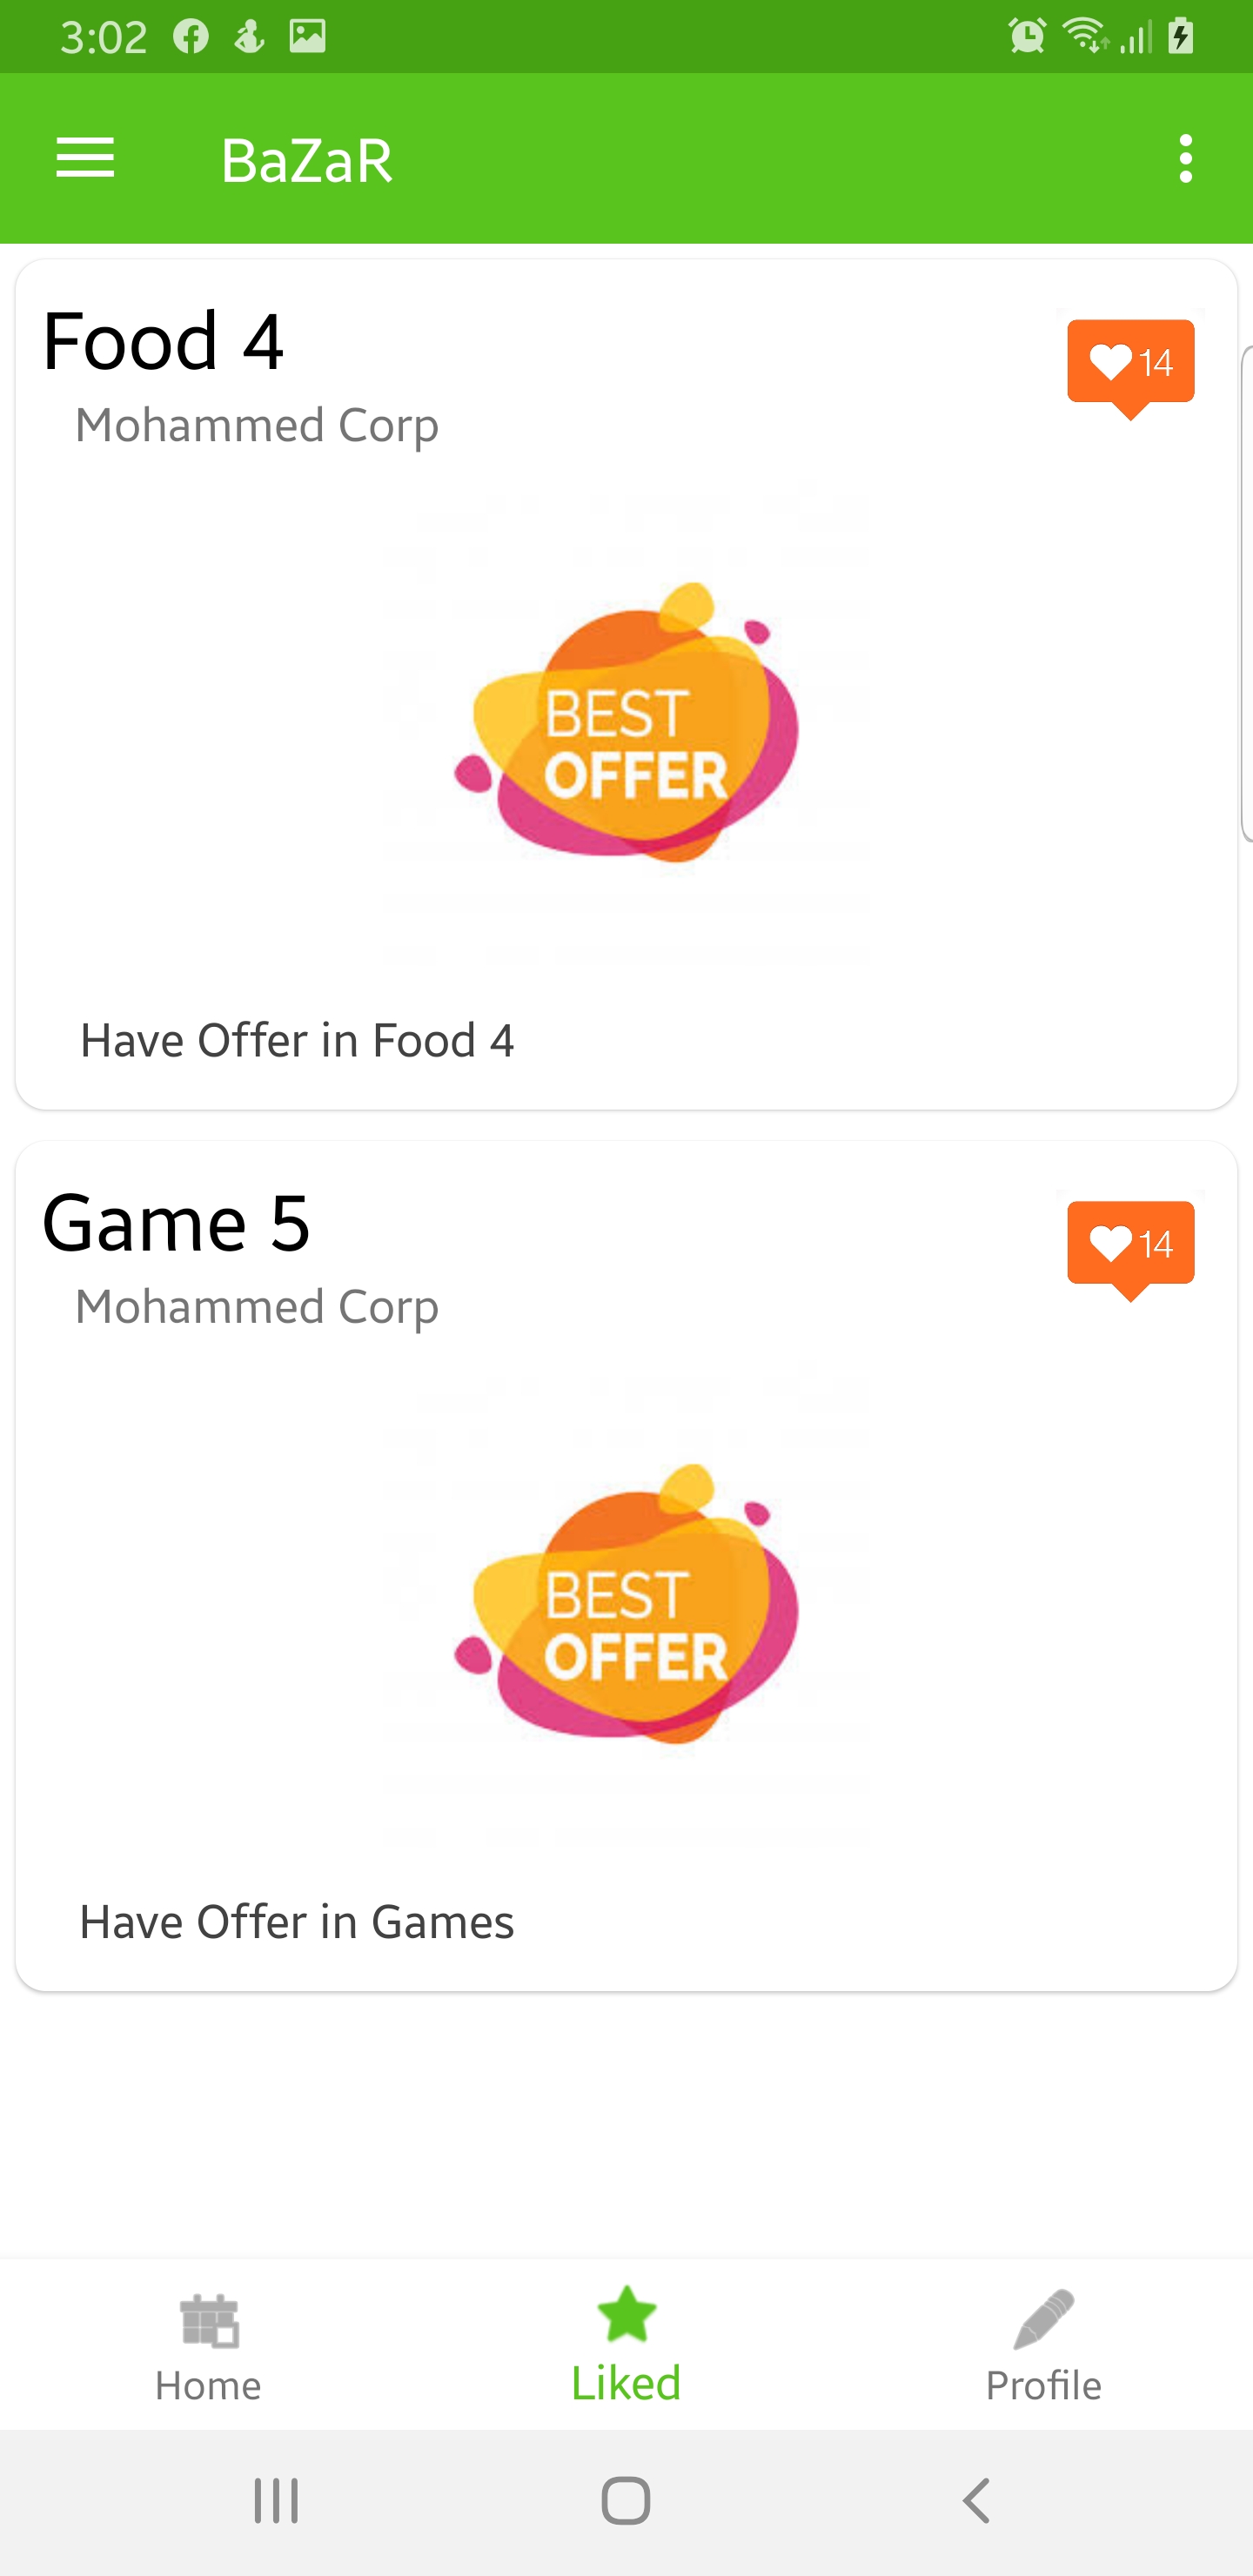 3:02
BaZaR
Food 4
14
Mohammed Corp
BEST
OFFER
Have Offer in Food 4
Game 5
14
Mohammed Corp
BEST
OFFER
Have Offer in Games
Home
Liked
Profile